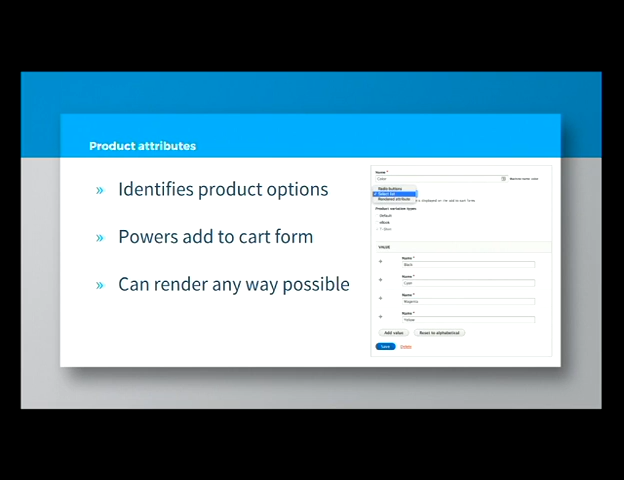 Product attributes
» Identifies product options
» Powers add to cart form
» Can render any way possible
Name *
Color
Radio buttons
Select list
Rendered attribute
Product variation types
Default
VALUE
Name *
Black
Name *
Name *
Magenta
Name *
Yellow
Add value
Reset to alphabetical
Save
Delete